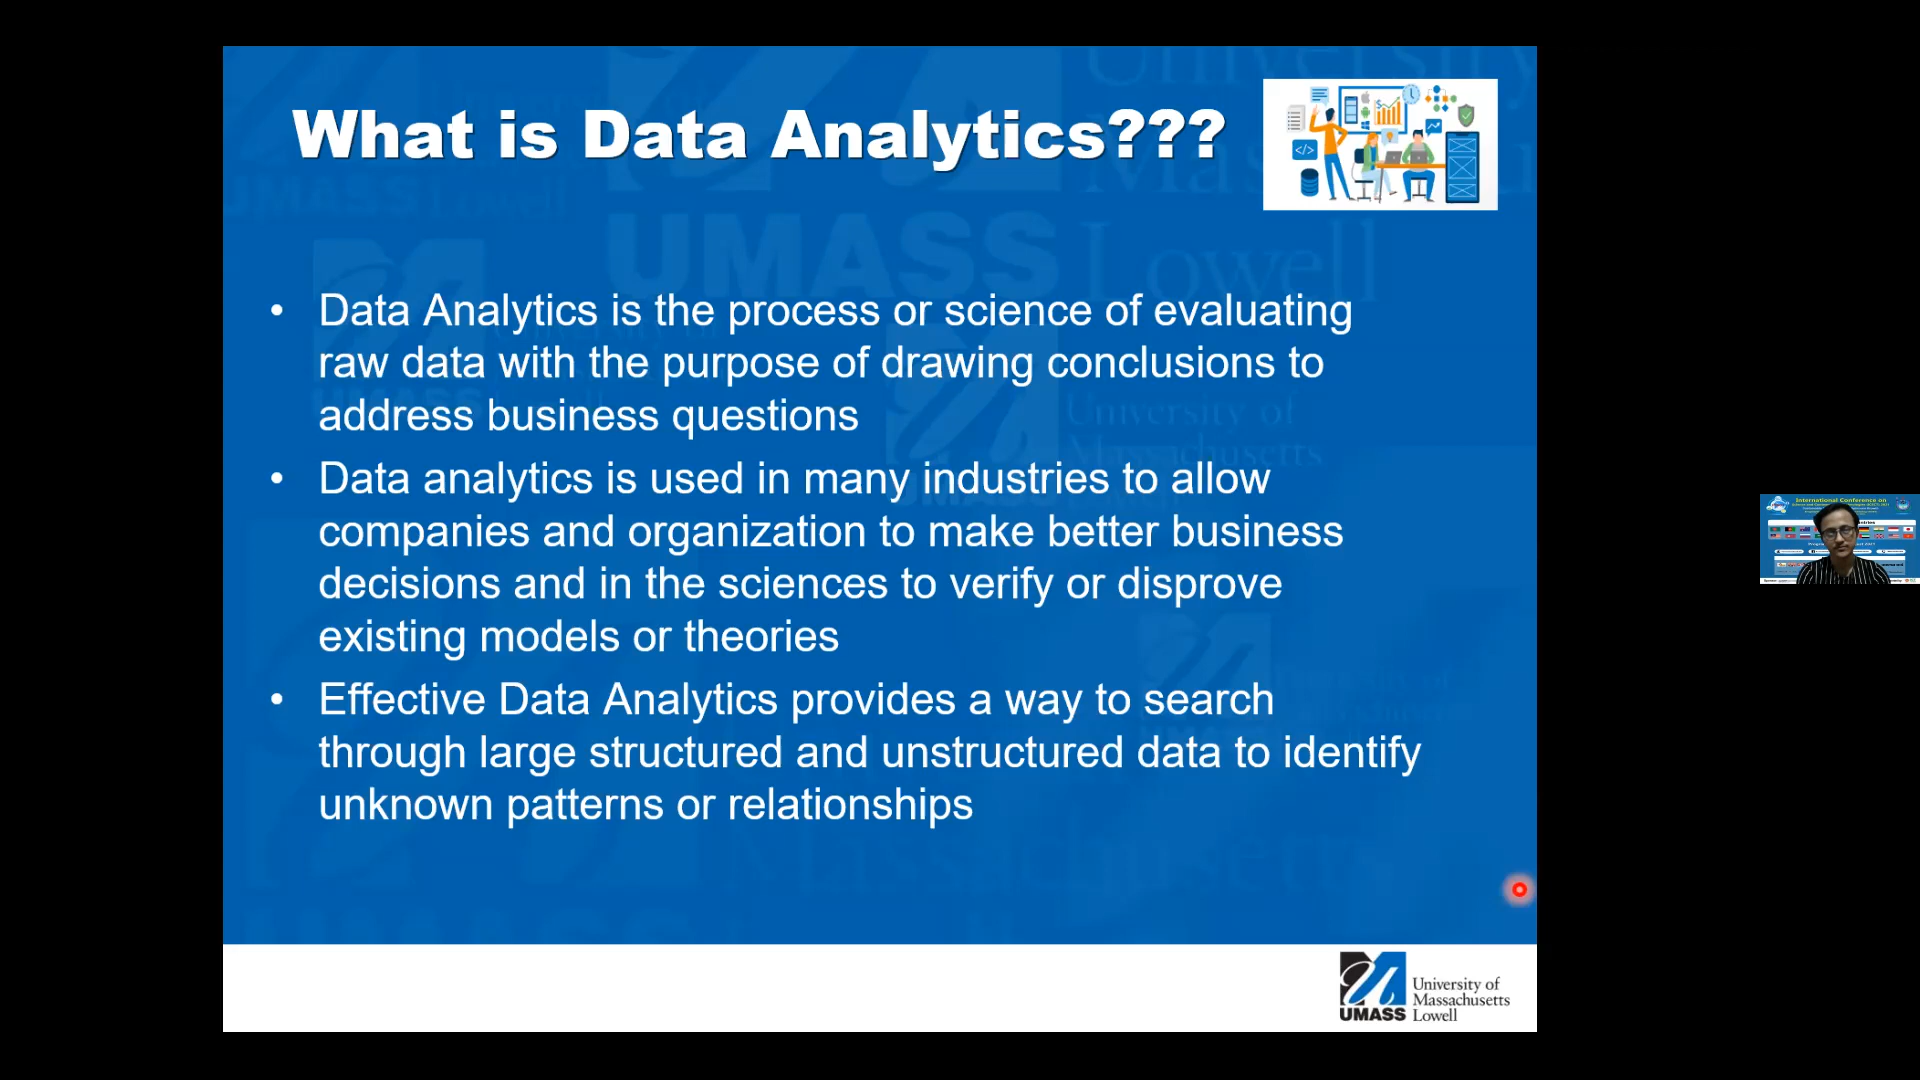 What is Data Analytics???
• Data Analytics is the process or science of evaluating
raw data with the purpose of drawing conclusions to
address business questions
• Data analytics is used in many industries to allow
companies and organization to make better business
decisions and in the sciences to verify or disprove
existing models or theories
• Effective Data Analytics provides a way to search
through large structured and unstructured data to identify
unknown patterns or relationships
University of
Massachusetts
UMASS Lowell
International Conference on